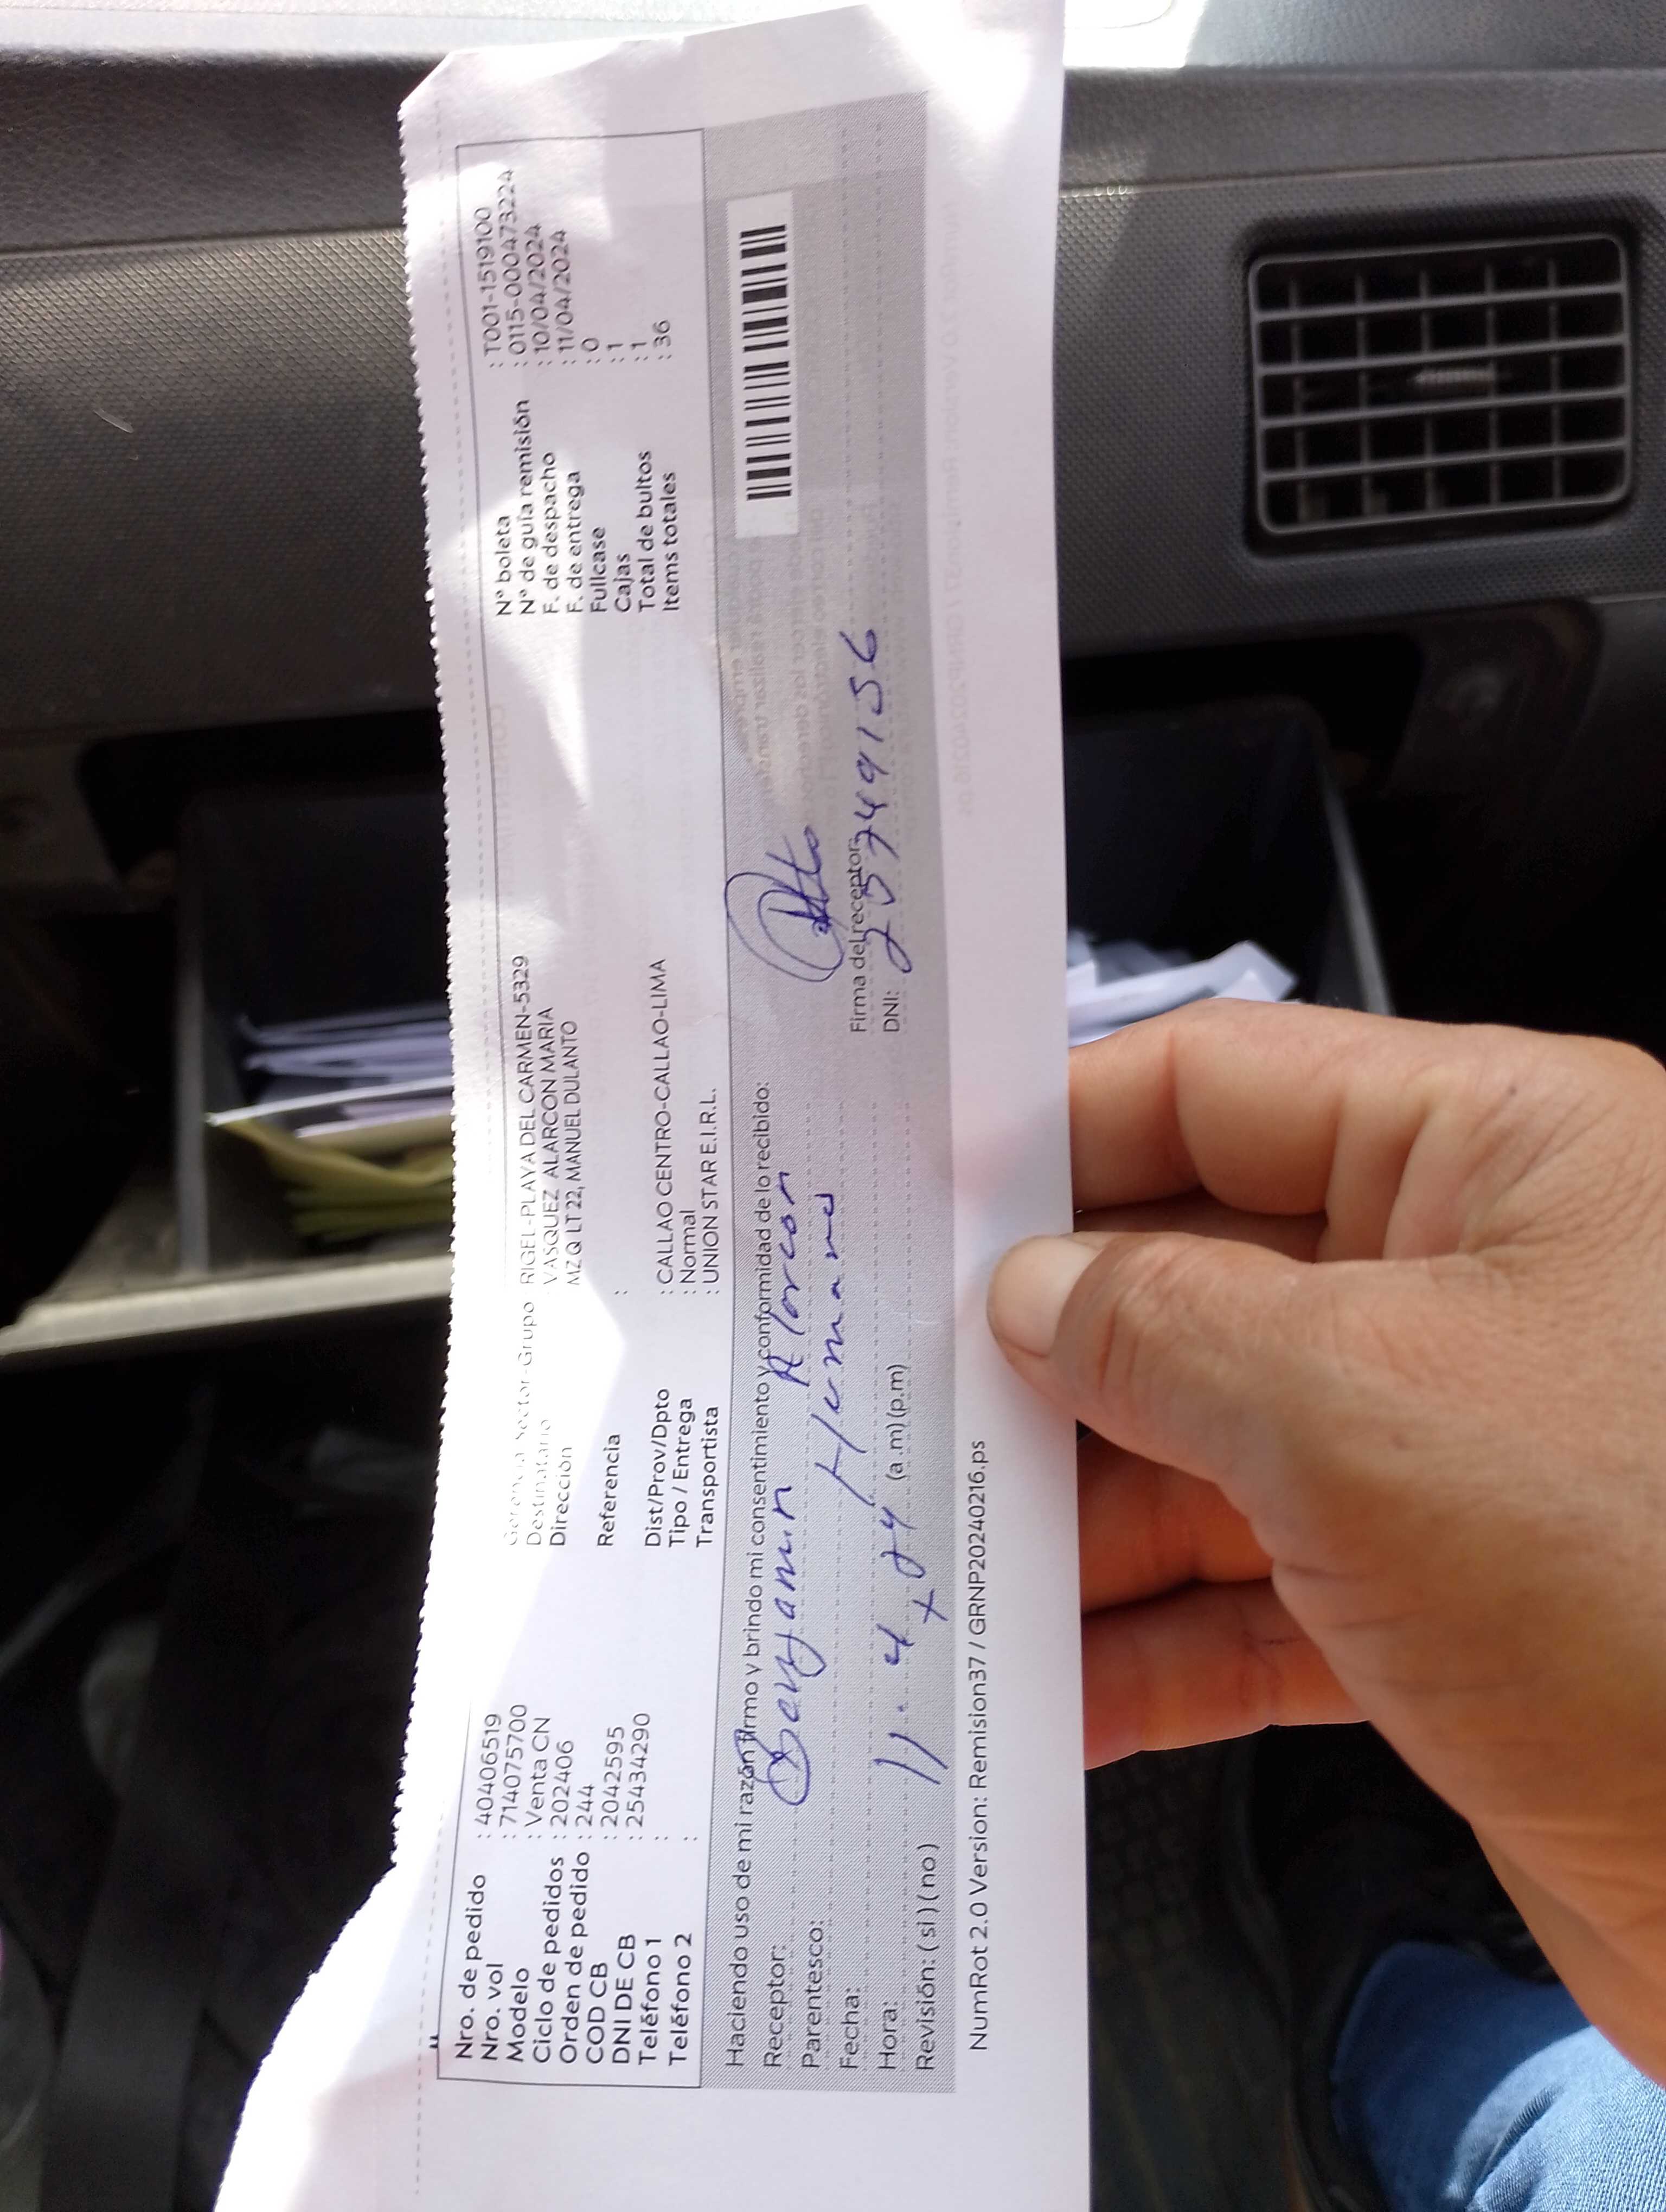 Nro. de pedido : 404406519
Nro. vol : 714075700
Modelo : Venta CN
Ciclo de pedidos : 202406
Orden de pedido : 244
COD CB : 2042595
DNI DE CB : 25434290
Teléfono 1 :
Teléfono 2 :
Gerencia-Sector-Grupo RIGEL-PLAYA DEL CARMEN-5329
Destinatario VASQUEZ ALARCON MARIA
Dirección MZ Q LT 22, MANUEL DULANTO
Referencia :
Dist/Prov/Dpto : CALLAO CENTRO-CALLAO-LIMA
Tipo / Entrega : Normal
Transportista : UNION STAR E.I.R.L.
N° boleta : T001-1519100
N° de guía remisión : 0115-000473224
F. de despacho : 10/04/2024
F. de entrega : 11/04/2024
Fullcase : 0
Cajas : 1
Total de bultos : 1
Items totales : 36
Haciendo uso de mi razón firmo y brindo mi consentimiento y conformidad de lo recibido:
Receptor: Benyamin Alarcon
Parentesco: Hermano
Fecha: 11. 4 24
Hora: (a .m) (p.m)
Revisión: ( si ) ( no )
Firma del receptor:
DNI: 25749156
NumRot 2.0 Version: Remision37 / GRNP20240216.ps